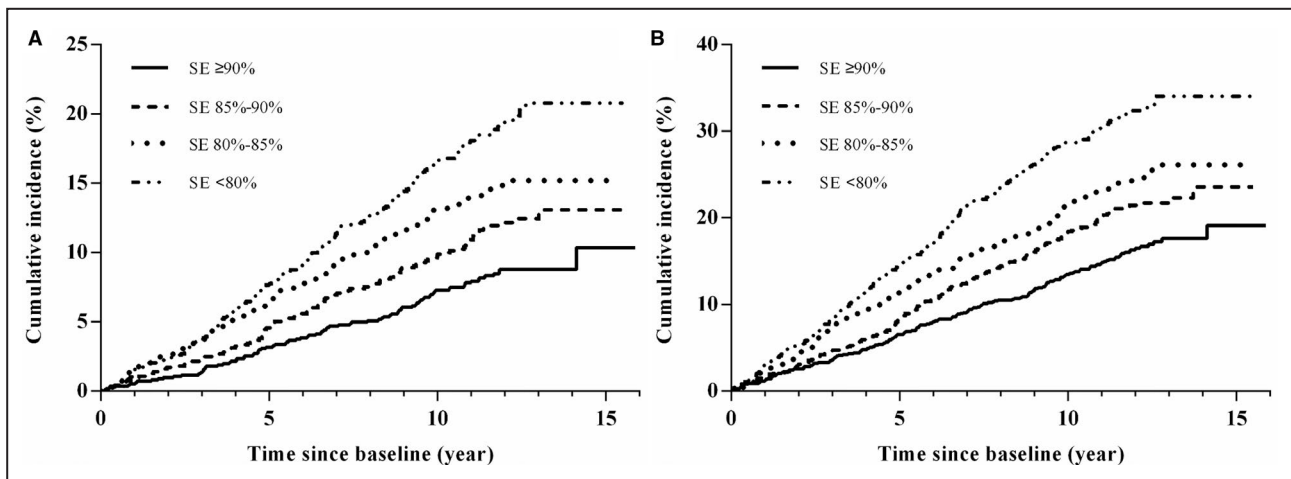 A
25
20
15
10
5
0
Cumulative incidence (%)
SE ≥90%
SE 85%-90%
SE 80%-85%
SE <80%
0 5 10 15
Time since baseline (year)
B
40
30
20
10
0
Cumulative incidence (%)
SE ≥90%
SE 85%-90%
SE 80%-85%
SE <80%
0 5 10 15
Time since baseline (year)